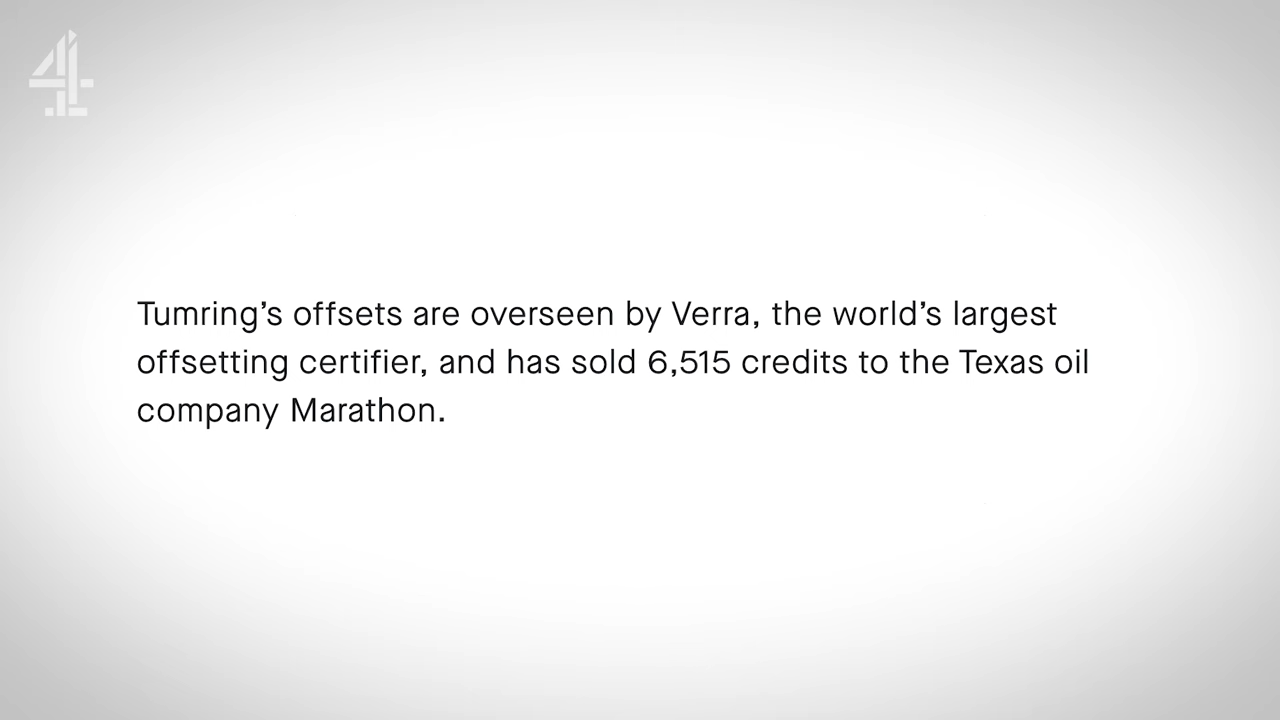 4
Tumring’s offsets are overseen by Verra, the world’s largest
offsetting certifier, and has sold 6,515 credits to the Texas oil
company Marathon.